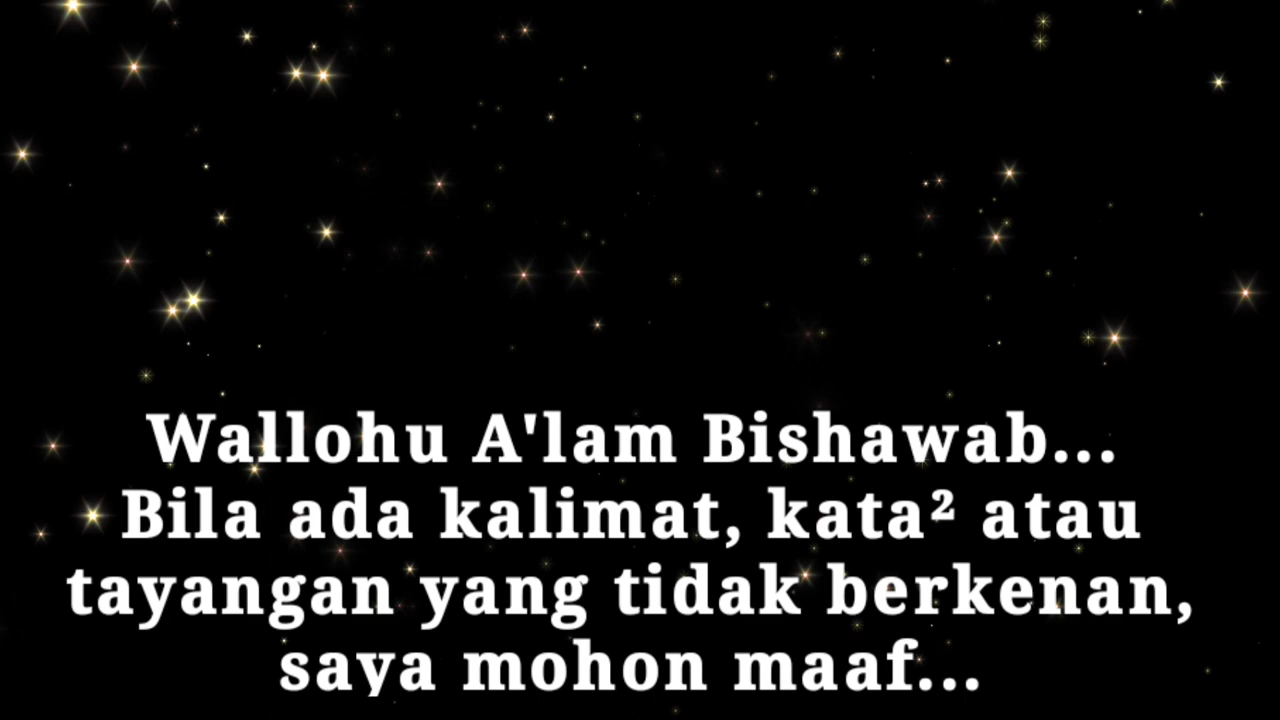 Wallohu A'lam Bishawab...
Bila ada kalimat, kata² atau
tayangan yang tidak berkenan,
saya mohon maaf...